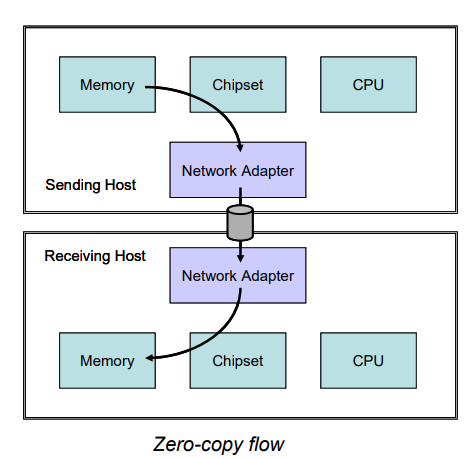 Memory
Chipset
CPU
Network Adapter
Sending Host
Receiving Host
Network Adapter
Memory
Chipset
CPU
Zero-copy flow